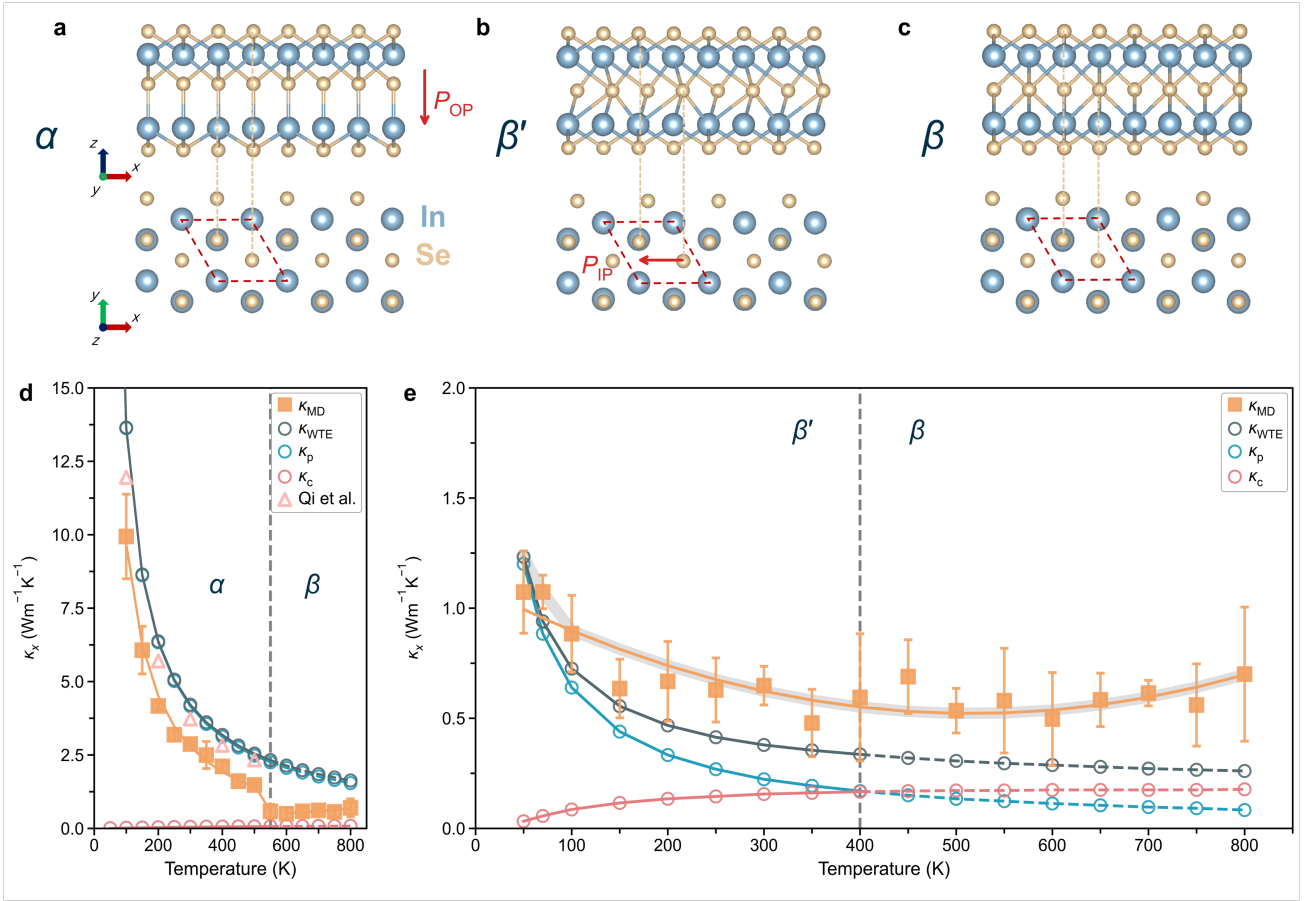 a
b
c
α
β′
β
P_OP
z
x
y
In
Se
P_IP
y
x
z
d
15.0
12.5
10.0
7.5
5.0
2.5
0.0
κ_x (Wm⁻¹K⁻¹)
κ_MD
κ_WTE
κ_p
κ_c
Qi et al.
α
β
200 400 600 800
Temperature (K)
e
2.0
1.5
1.0
0.5
0.0
κ_x (Wm⁻¹K⁻¹)
β′
β
κ_MD
κ_WTE
κ_p
κ_c
0 100 200 300 400 500 600 700 800
Temperature (K)